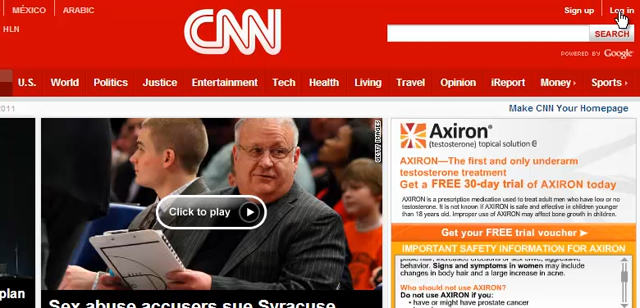 MÉXICO ARABIC
Sign up Log in
HLN
CNN
SEARCH
POWERED BY Google
U.S. World Politics Justice Entertainment Tech Health Living Travel Opinion iReport Money Sports
2011
Make CNN Your Homepage
GETTY IMAGES
Click to play
plan
Sex abuse accusers sue Syracuse
Axiron®
(testosterone) topical solution
AXIRON—The first and only underarm
testosterone treatment
Get a FREE 30-day trial of AXIRON today
AXIRON is a prescription medication used to treat adult men who have low or no
testosterone. It is not known if AXIRON is safe and effective in children younger
than 18 years old. Improper use of AXIRON may affect bone growth in children.
Get your FREE trial voucher
IMPORTANT SAFETY INFORMATION FOR AXIRON
behavior. Signs and symptoms in women may include
changes in body hair and a large increase in acne.
Who should not use AXIRON?
Do not use AXIRON if you:
• have or might have prostate